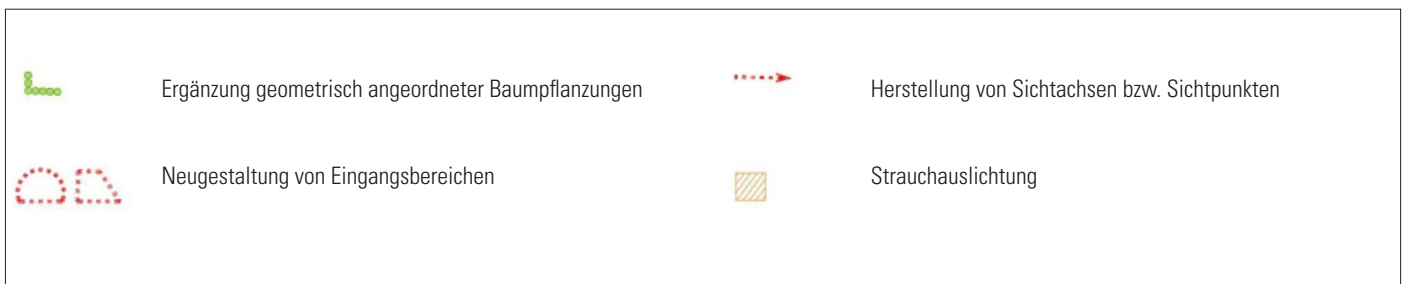 Ergänzung geometrisch angeordneter Baumpflanzungen
Herstellung von Sichtachsen bzw. Sichtpunkten
Neugestaltung von Eingangsbereichen
Strauchauslichtung